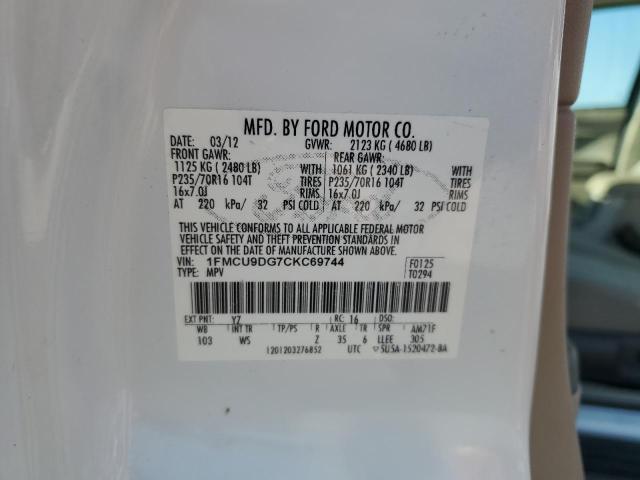 MFD. BY FORD MOTOR CO.
DATE: 03/12 GVWR: 2123 KG ( 4680 LB)
FRONT GAWR: REAR GAWR:
1125 KG ( 2480 LB) WITH 1061 KG ( 2340 LB) WITH
P235/70R16 104T TIRES P235/70R16 104T TIRES
16x7.0J RIMS 16x7.0J RIMS
AT 220 kPa/ 32 PSI COLD AT 220 kPa/ 32 PSI COLD
THIS VEHICLE CONFORMS TO ALL APPLICABLE FEDERAL MOTOR
VEHICLE SAFETY AND THEFT PREVENTION STANDARDS IN
EFFECT ON THE DATE OF MANUFACTURE SHOWN ABOVE.
VIN: 1FMCU9DG7CKC69744 F0125
TYPE: MPV T0294
EXT PNT: YZ RC: 16 DSO:
WB INT TR TP/PS R AXLE TR SPR AM71F
103 WS Z 35 6 LLEE 305
1201203276852 UTC ▽5U5A-1520472-BA